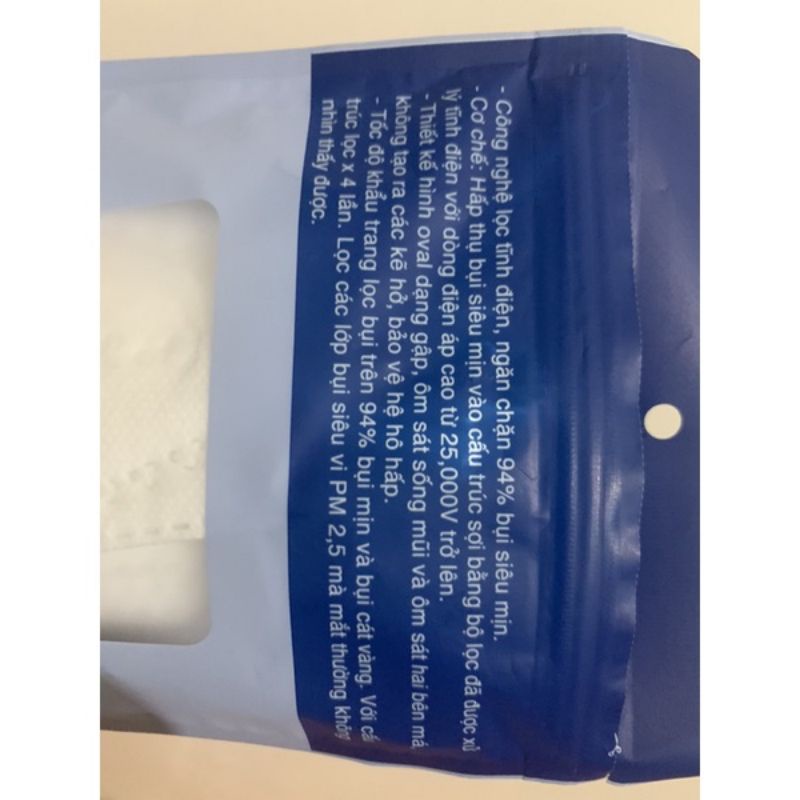 - Công nghệ lọc tĩnh điện, ngăn chặn 94% bụi siêu mịn.
- Cơ chế: Hấp thụ bụi siêu mịn vào cấu trúc sợi bằng bộ lọc đã được xử
lý tĩnh điện với dòng điện áp cao từ 25,000V trở lên.
- Thiết kế hình oval dạng gập, ôm sát sống mũi và ôm sát hai bên má,
không tạo ra các kẽ hở, bảo vệ hệ hô hấp.
- Tốc độ khẩu trang lọc bụi trên 94% bụi mịn và bụi cát vàng. Với cấ
trúc lọc x 4 lần. Lọc các lớp bụi siêu vi PM 2,5 mà mắt thường không
nhìn thấy được.